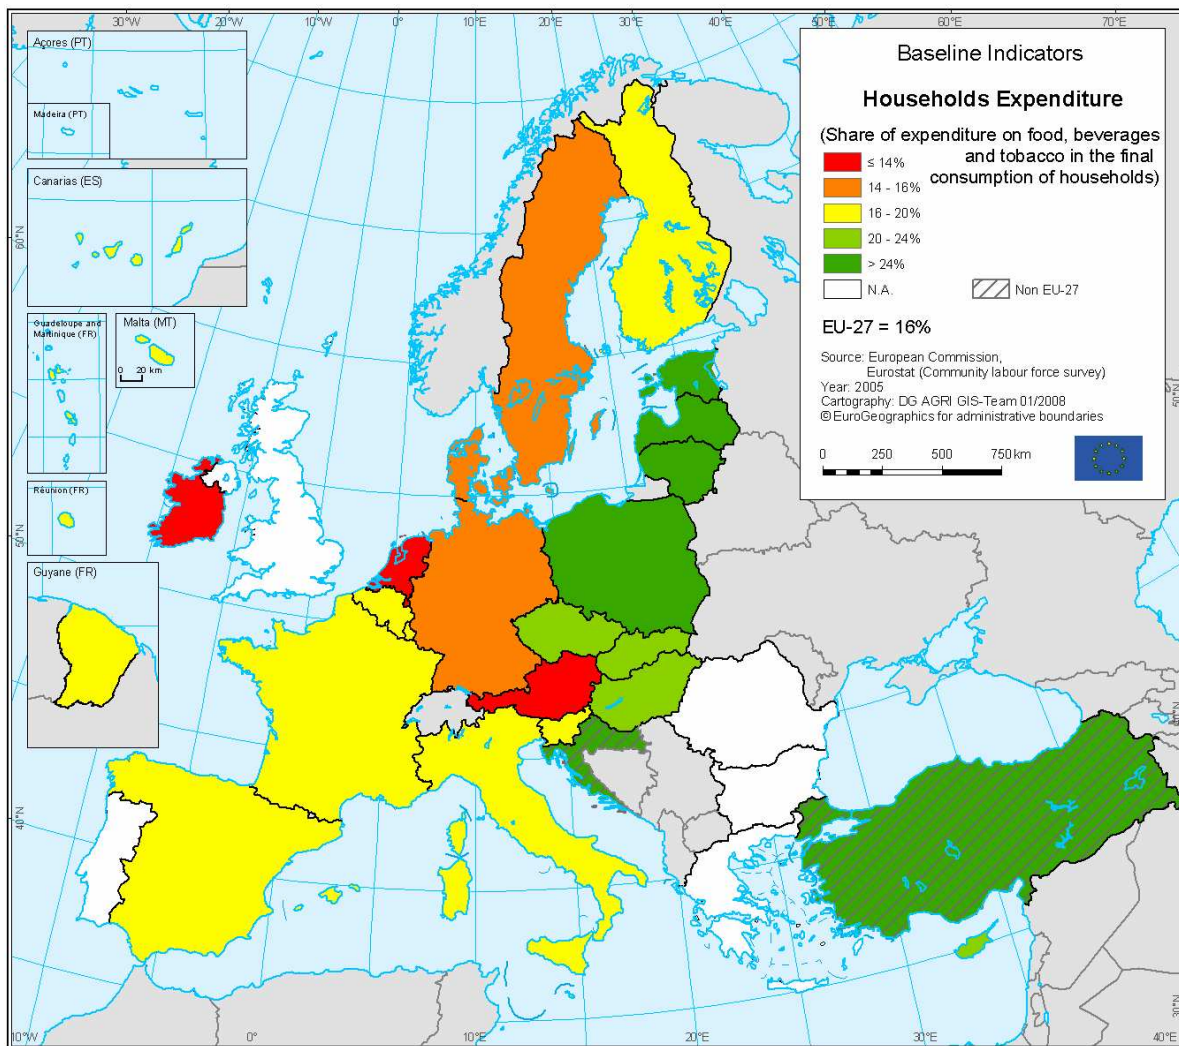 30°W
20°W
10°W
0°
10°E
20°E
30°E
40°E
50°E
60°E
70°E
Açores (PT)
Madeira (PT)
Canarias (ES)
Guadeloupe and
Martinique (FR)
Malta (MT)
0 20 km
Réunion (FR)
Guyane (FR)
60°N
50°N
40°N
Baseline Indicators
Households Expenditure
(Share of expenditure on food, beverages
and tobacco in the final
consumption of households)
≤ 14%
14 - 16%
16 - 20%
20 - 24%
> 24%
N.A.
Non EU-27
EU-27 = 16%
Source: European Commission,
Eurostat (Community labour force survey)
Year: 2005
Cartography: DG AGRI GIS-Team 01/2008
© EuroGeographics for administrative boundaries
0 250 500 750 km
50°N
40°N
30°N
10°W
0°
10°E
20°E
30°E
40°E